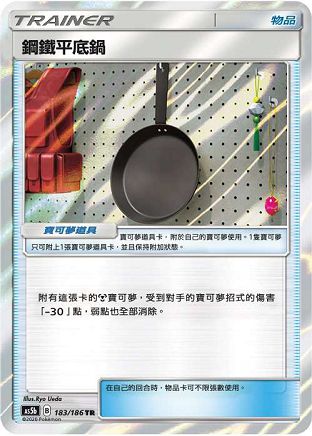 TRAINER 物品
鋼鐵平底鍋
寶可夢道具
寶可夢道具卡，附於自己的寶可夢使用。1隻寶可夢
只可附上1張寶可夢道具卡，並且保持附加狀態。
附有這張卡的寶可夢，受到對手的寶可夢招式的傷害
「-30」點，弱點也全部消除。
在自己的回合時，物品卡可不限張數使用。
Illus.Ryo Ueda
AS5b B 183/186 TR
©2020 Pokémon